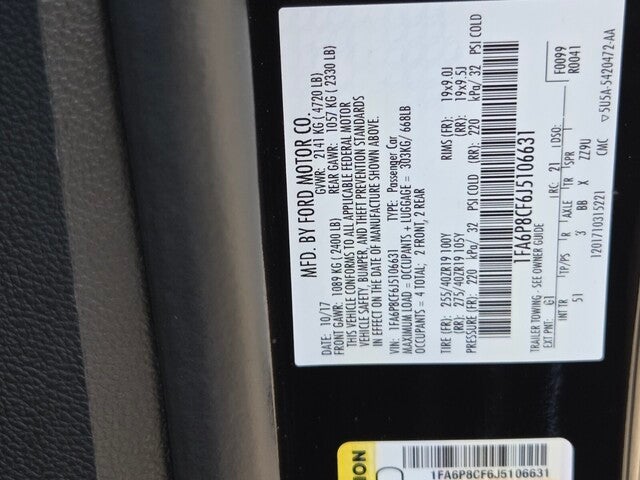 MFD. BY FORD MOTOR CO.
DATE: 10/17 GVWR: 2141 KG ( 4720 LB)
FRONT GAWR: 1089 KG ( 2400 LB) REAR GAWR: 1057 KG ( 2330 LB)
THIS VEHICLE CONFORMS TO ALL APPLICABLE FEDERAL MOTOR
VEHICLE SAFETY, BUMPER, AND THEFT PREVENTION STANDARDS
IN EFFECT ON THE DATE OF MANUFACTURE SHOWN ABOVE.
VIN: 1FA6P8CF6J5106631 TYPE: Passenger Car
MAXIMUM LOAD = OCCUPANTS + LUGGAGE = 303KG/ 668LB
OCCUPANTS = 4 TOTAL; 2 FRONT, 2 REAR
TIRE (FR): 255/40ZR19 100Y RIMS (FR): 19x9.0J
(RR): 275/40ZR19 105Y (RR): 19x9.5J
PRESSURE (FR): 220 kPa/ 32 PSI COLD (RR): 220 kPa/ 32 PSI COLD
1FA6P8CF6J5106631
TRAILER TOWING - SEE OWNER GUIDE
EXT PNT: G1 RC: 21 DSO: F0099
R0041
INT TR TP/PS R AXLE TR SPR
51 3 BB X ZZ9U
1201710315221 CMC ▽5U5A-5420472-AA
1FA6P8CF6J5106631